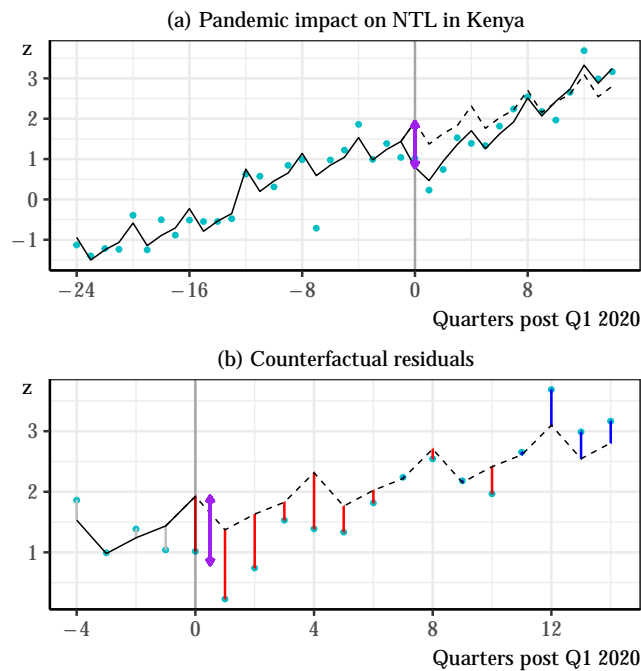 (a) Pandemic impact on NTL in Kenya
z
3
2
1
0
−1
−24 −16 −8 0 8
Quarters post Q1 2020
(b) Counterfactual residuals
z
3
2
1
−4 0 4 8 12
Quarters post Q1 2020